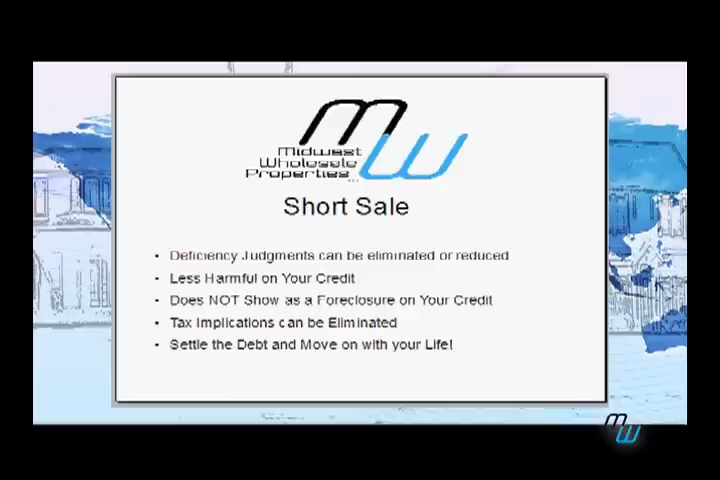 MW
Midwest
Wholesale
Properties
Short Sale
• Deficiency Judgments can be eliminated or reduced
• Less Harmful on Your Credit
• Does NOT Show as a Foreclosure on Your Credit
• Tax Implications can be Eliminated
• Settle the Debt and Move on with your Life!
MW